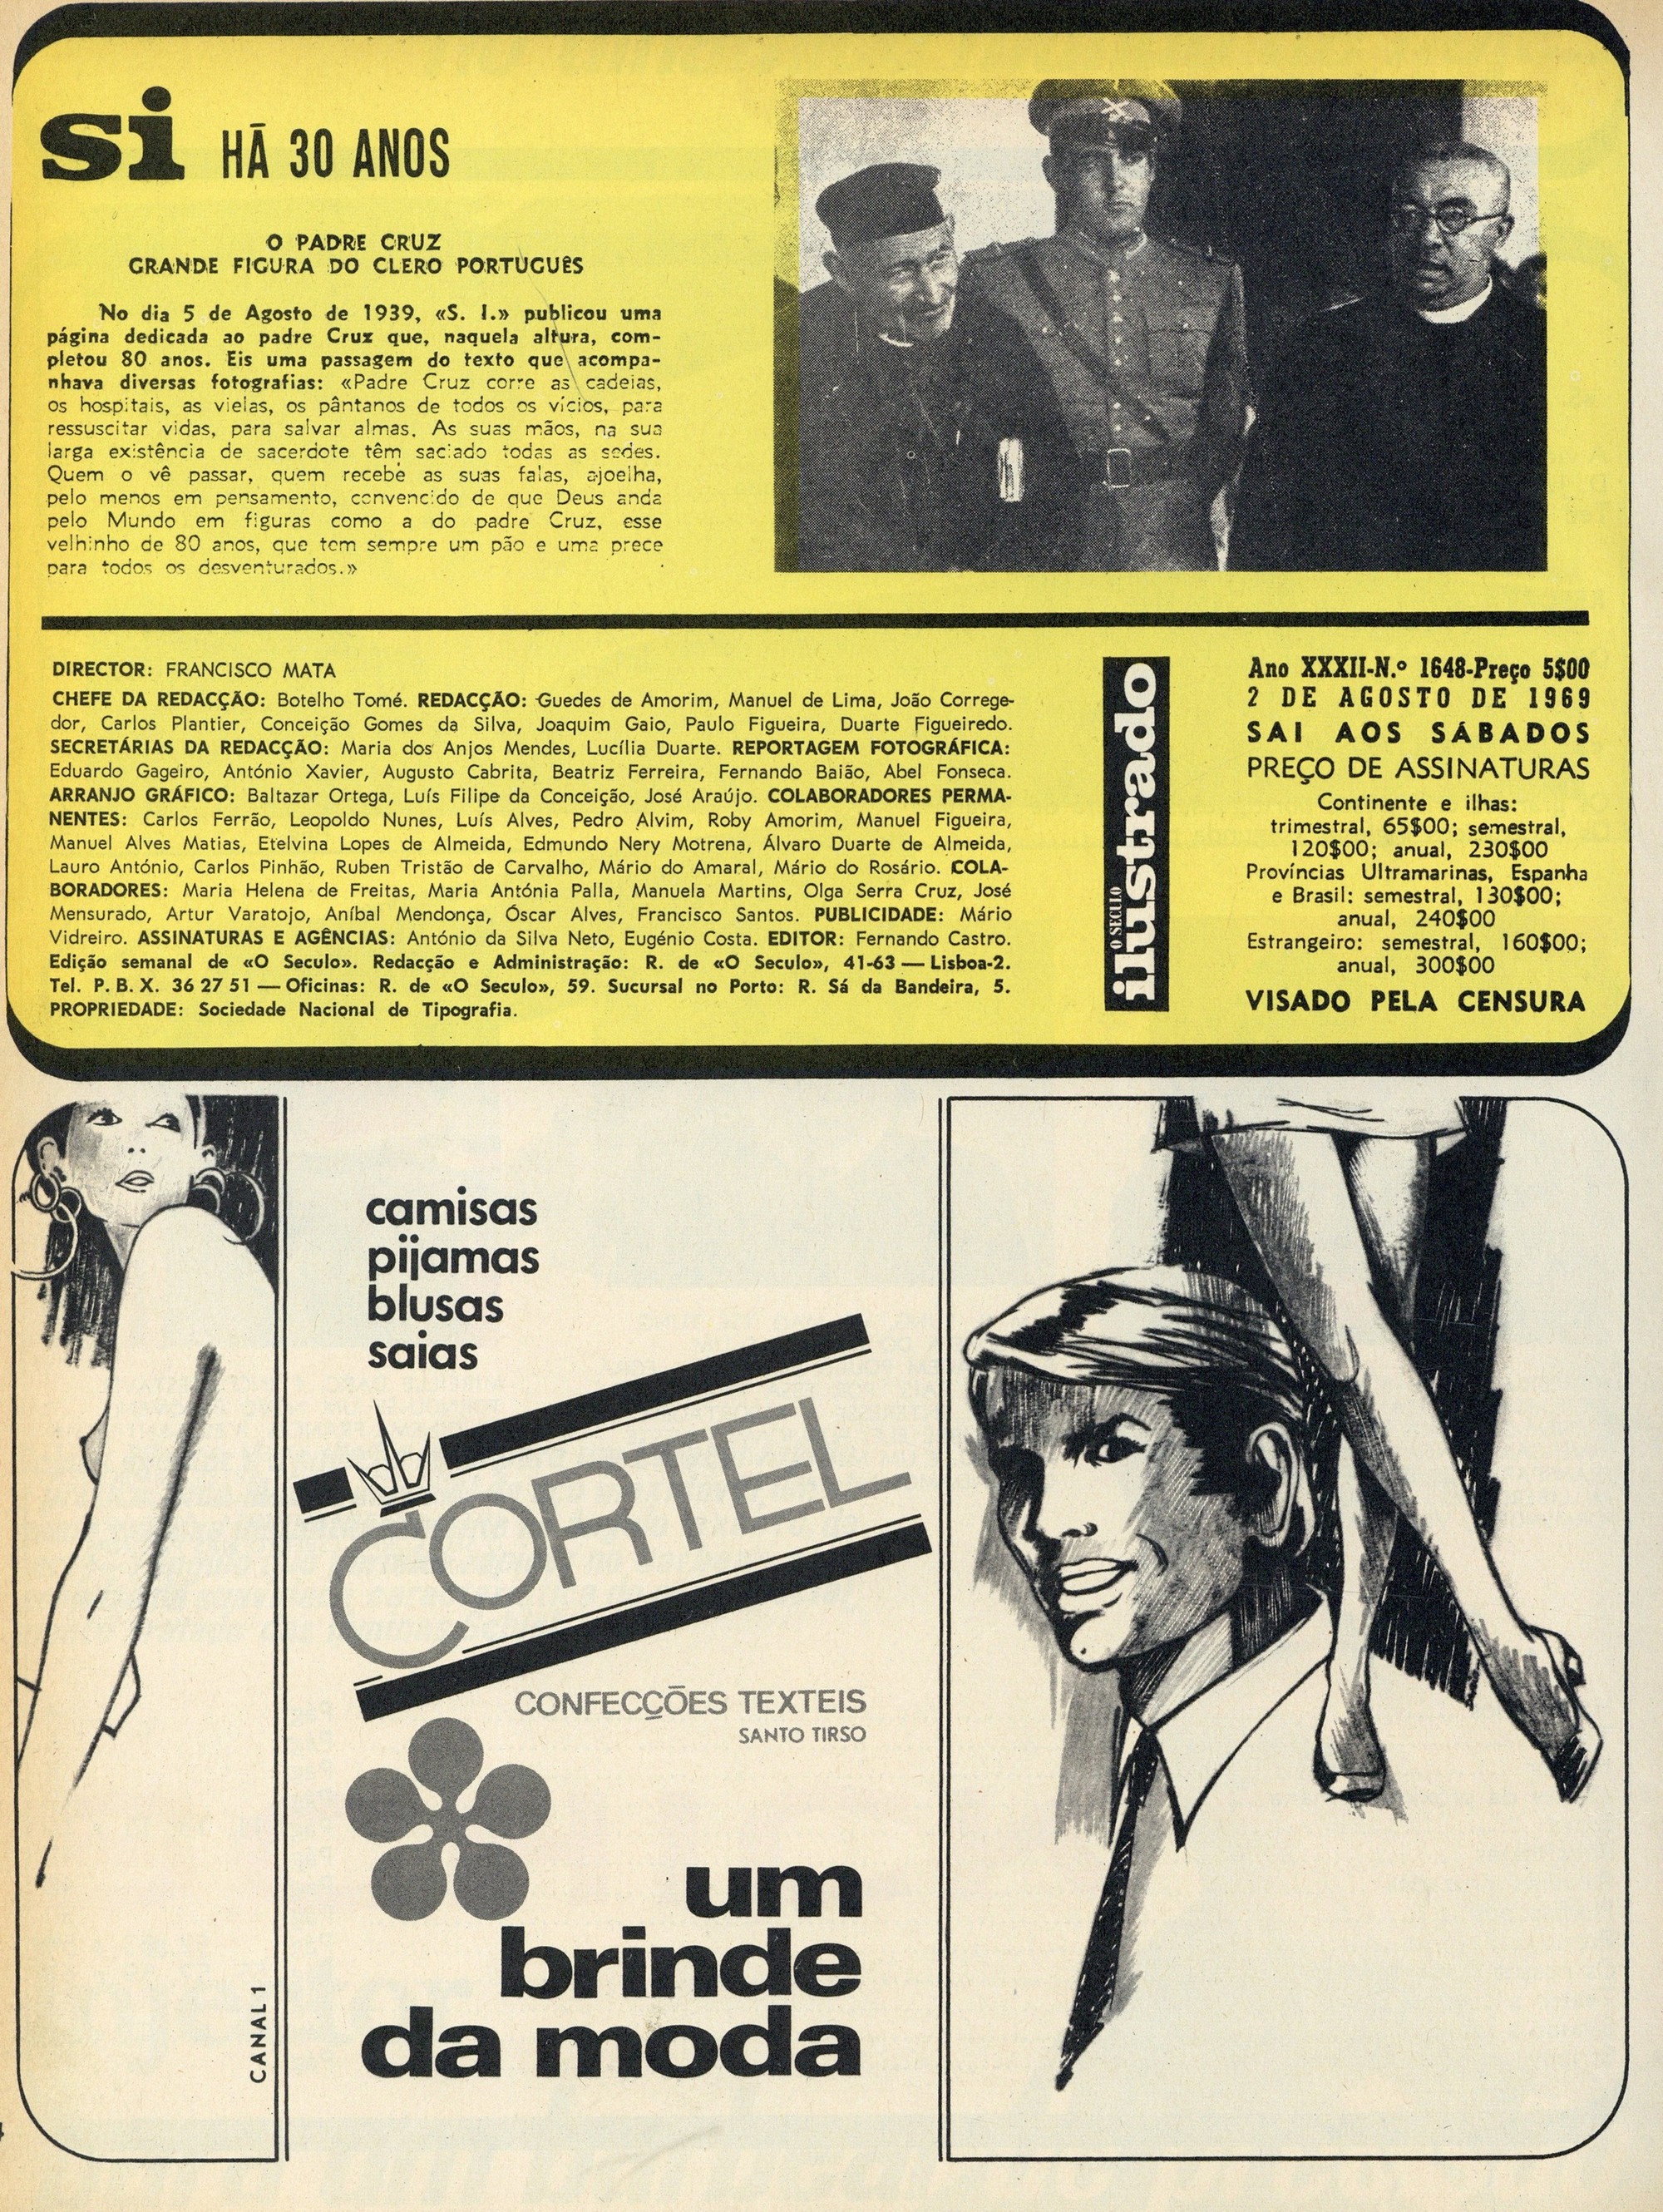 si HÁ 30 ANOS
O PADRE CRUZ
GRANDE FIGURA DO CLERO PORTUGUÊS
No dia 5 de Agosto de 1939, «S. I.» publicou uma
página dedicada ao padre Cruz que, naquela altura, com-
pletou 80 anos. Eis uma passagem do texto que acompa-
nhava diversas fotografias: «Padre Cruz corre as cadeias,
os hospitais, as vielas, os pântanos de todos os vícios, para
ressuscitar vidas, para salvar almas. As suas mãos, na sua
larga existência de sacerdote têm saciado todas as sedes.
Quem o vê passar, quem recebe as suas falas, ajoelha,
pelo menos em pensamento, convencido de que Deus anda
pelo Mundo em figuras como a do padre Cruz, esse
velhinho de 80 anos, que tem sempre um pão e uma prece
para todos os desventurados.»
DIRECTOR: FRANCISCO MATA
CHEFE DA REDACÇÃO: Botelho Tomé. REDACÇÃO: Guedes de Amorim, Manuel de Lima, João Correge-
dor, Carlos Plantier, Conceição Gomes da Silva, Joaquim Gaio, Paulo Figueira, Duarte Figueiredo.
SECRETÁRIAS DA REDACÇÃO: Maria dos Anjos Mendes, Lucília Duarte. REPORTAGEM FOTOGRÁFICA:
Eduardo Gageiro, António Xavier, Augusto Cabrita, Beatriz Ferreira, Fernando Baião, Abel Fonseca.
ARRANJO GRÁFICO: Baltazar Ortega, Luís Filipe da Conceição, José Araújo. COLABORADORES PERMA-
NENTES: Carlos Ferrão, Leopoldo Nunes, Luís Alves, Pedro Alvim, Roby Amorim, Manuel Figueira,
Manuel Alves Matias, Etelvina Lopes de Almeida, Edmundo Nery Motrena, Álvaro Duarte de Almeida,
Lauro António, Carlos Pinhão, Ruben Tristão de Carvalho, Mário do Amaral, Mário do Rosário. COLA-
BORADORES: Maria Helena de Freitas, Maria Antónia Palla, Manuela Martins, Olga Serra Cruz, José
Mensurado, Artur Varatojo, Aníbal Mendonça, Óscar Alves, Francisco Santos. PUBLICIDADE: Mário
Vidreiro. ASSINATURAS E AGÊNCIAS: António da Silva Neto, Eugénio Costa. EDITOR: Fernando Castro.
Edição semanal de «O Seculo». Redacção e Administração: R. de «O Seculo», 41-63 — Lisboa-2.
Tel. P. B. X. 36 27 51 — Oficinas: R. de «O Seculo», 59. Sucursal no Porto: R. Sá da Bandeira, 5.
PROPRIEDADE: Sociedade Nacional de Tipografia.
O SECULO
ilustrado
Ano XXXII-N.º 1648-Preço 5$00
2 DE AGOSTO DE 1969
SAI AOS SÁBADOS
PREÇO DE ASSINATURAS
Continente e ilhas:
trimestral, 65$00; semestral,
120$00; anual, 230$00
Províncias Ultramarinas, Espanha
e Brasil: semestral, 130$00;
anual, 240$00
Estrangeiro: semestral, 160$00;
anual, 300$00
VISADO PELA CENSURA
camisas
pijamas
blusas
saias
CORTEL
CONFECÇÕES TEXTEIS
SANTO TIRSO
um
brinde
da moda
CANAL 1